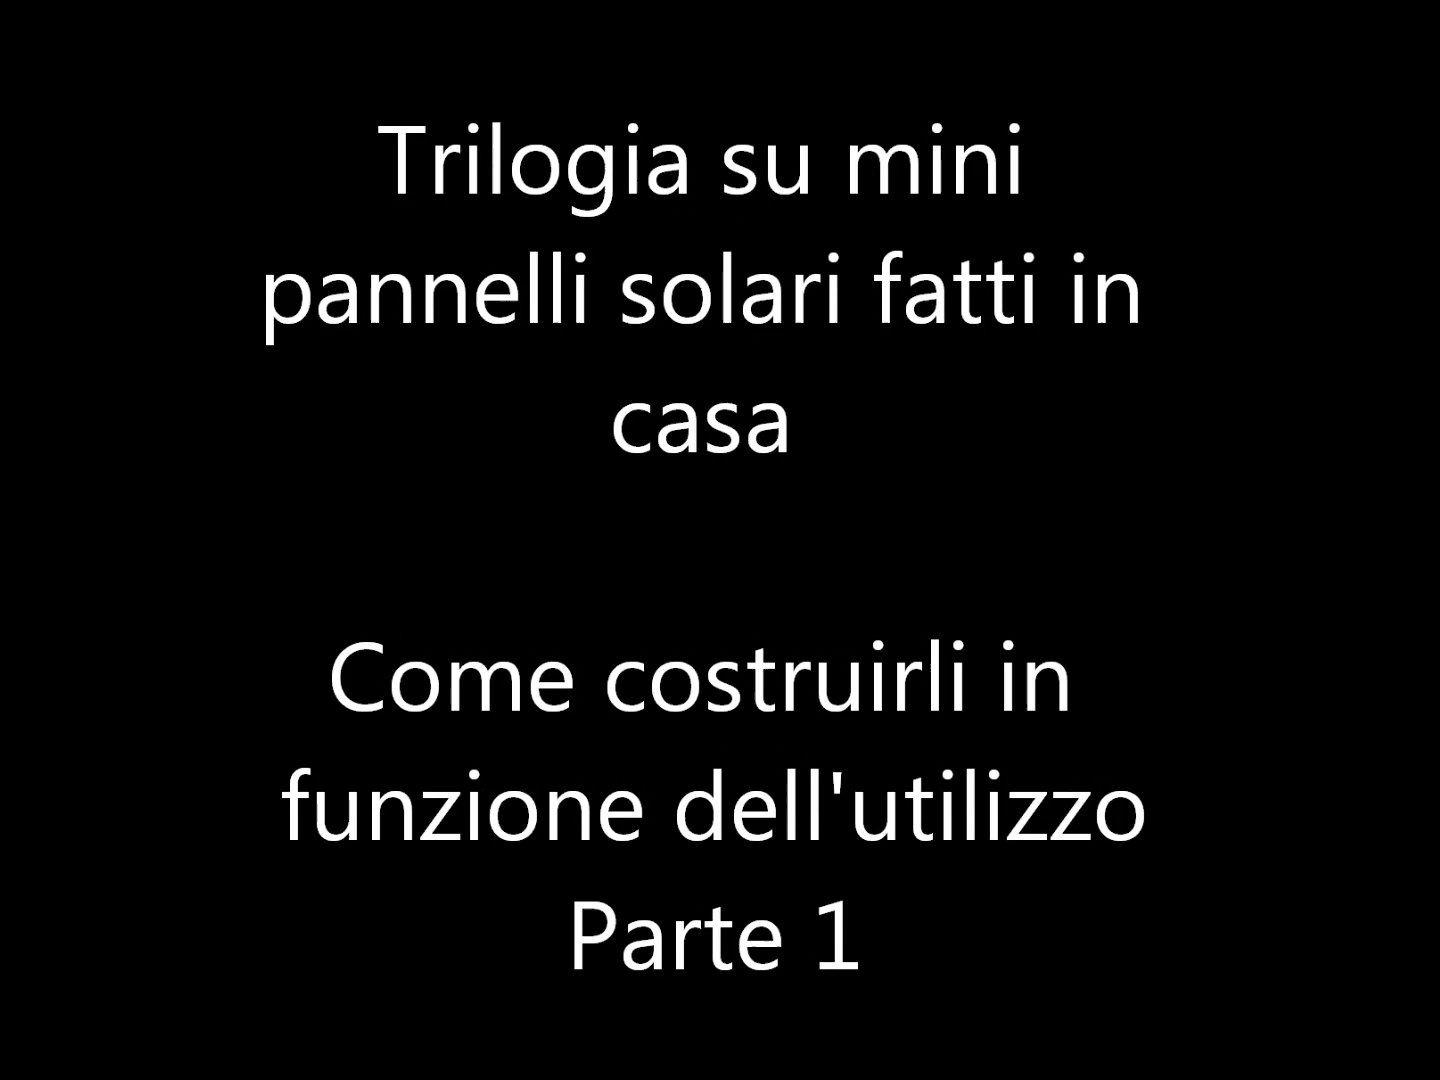 Trilogia su mini
pannelli solari fatti in
casa
Come costruirli in
funzione dell'utilizzo
Parte 1